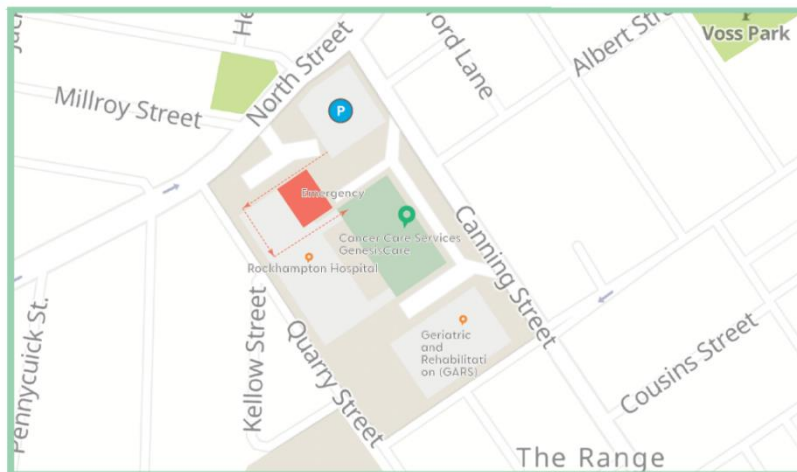 Voss Park
Albert Stre
ord Lane
North Street
Millroy Street
P
Emergency
Cancer Care Services
GenesisCare
Rockhampton Hospital
Canning Street
Geriatric
and
Rehabilitati
on (GARS)
Quarry Street
Kellow Street
Pennycuick St.
Cousins Street
The Range